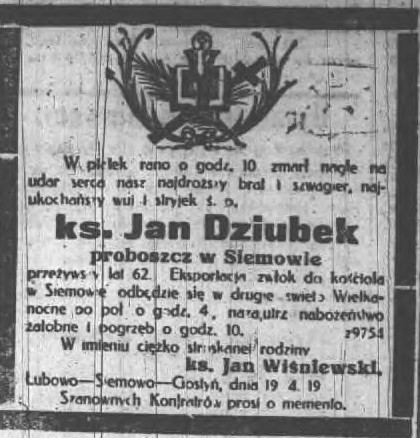 W piątek rano o godz. 10 zmarł nagle na
udar serca nasz najdroższy brat i szwagier, naj-
ukochańszy wuj i stryjek ś. p.
ks. Jan Dziubek
proboszcz w Siemowie
przeżywszy lat 62. Eksportacja zwłok do kościoła
w Siemowie odbędzie się w drugie święto Wielka-
nocne po poł o godz. 4, nazajutrz nabożeństwo
żałobne i pogrzeb o godz. 10. z9754
W imieniu ciężko stroskanej rodziny
ks. Jan Wiśniewski.
Lubowo—Siemowo—Gostyń, dnia 19 4. 19
Szanownych Konfratrów prosi o memento.